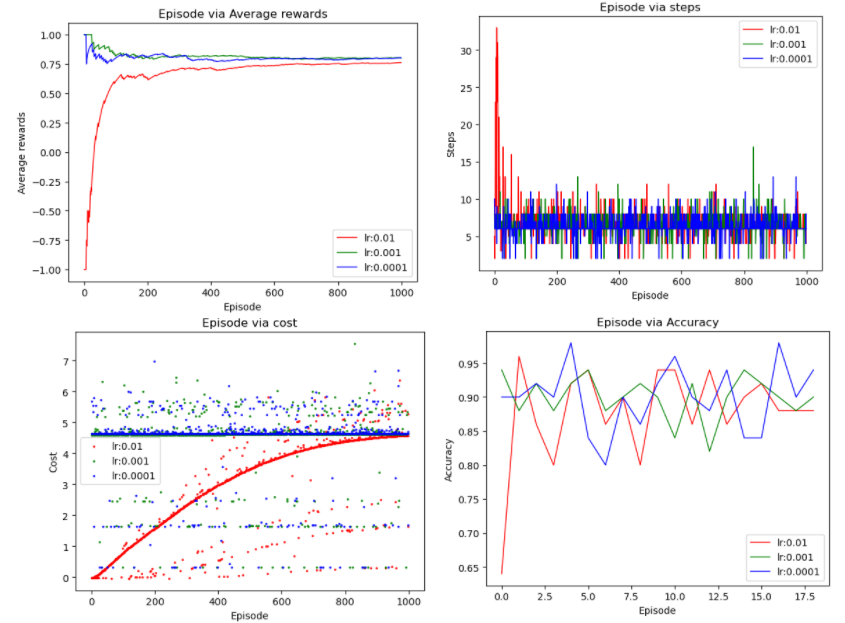 Episode via Average rewards
1.00
0.75
0.50
0.25
0.00
−0.25
−0.50
−0.75
−1.00
Average rewards
lr:0.01
lr:0.001
lr:0.0001
0 200 400 600 800 1000
Episode
Episode via steps
30
25
20
15
10
5
Steps
lr:0.01
lr:0.001
lr:0.0001
0 200 400 600 800 1000
Episode
Episode via cost
7
6
5
4
3
2
1
0
Cost
lr:0.01
lr:0.001
lr:0.0001
0 200 400 600 800 1000
Episode
Episode via Accuracy
0.95
0.90
0.85
0.80
0.75
0.70
0.65
Accuracy
lr:0.01
lr:0.001
lr:0.0001
0.0 2.5 5.0 7.5 10.0 12.5 15.0 17.5
Episode